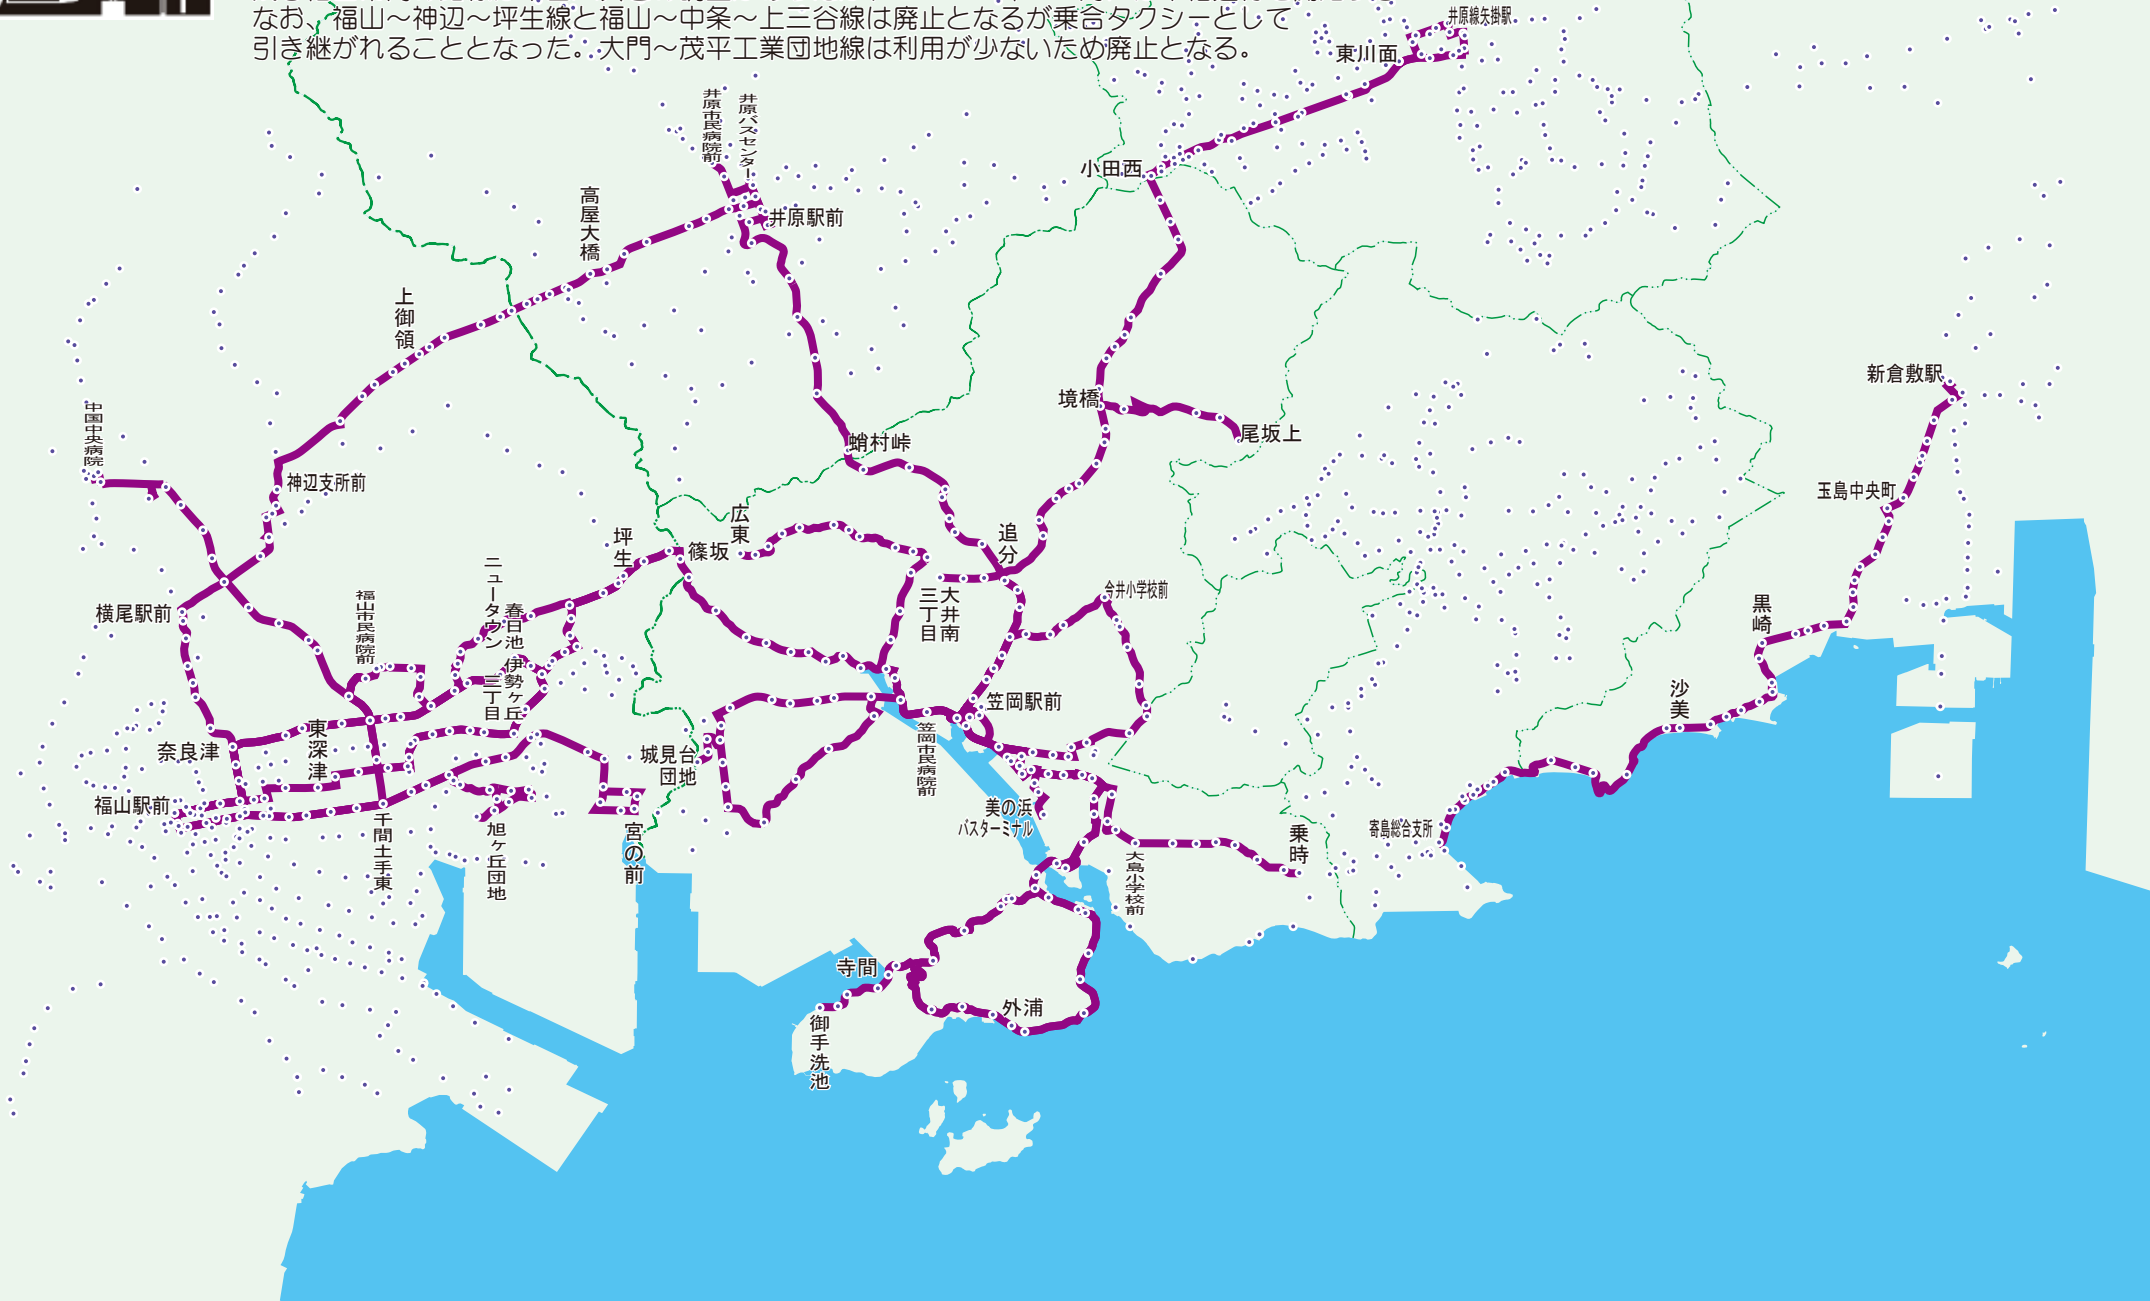 なお、福山～神辺～坪生線と福山～中条～上三谷線は廃止となるが乗合タクシーとして
引き継がれることとなった。大門～茂平工業団地線は利用が少ないため廃止となる。
井原線矢掛駅
東川面
井原市民病院前
井原バスセンター
小田西
高屋大橋
井原駅前
上御領
新倉敷駅
境橋
中国中央病院
蛸村峠
尾坂上
神辺支所前
玉島中央町
広東
追分
坪生
篠坂
ニュータウン
春日池
福山市民病院前
横尾駅前
大井南
三丁目
今井小学校前
黒崎
伊勢ヶ丘
三丁目
笠岡駅前
沙美
東深津
奈良津
城見台
団地
笠岡市民病院前
福山駅前
美の浜
バスターミナル
千間土手東
旭ヶ丘団地
宮の前
乗時
寄島総合支所
大島小学校前
寺間
外浦
御手洗池